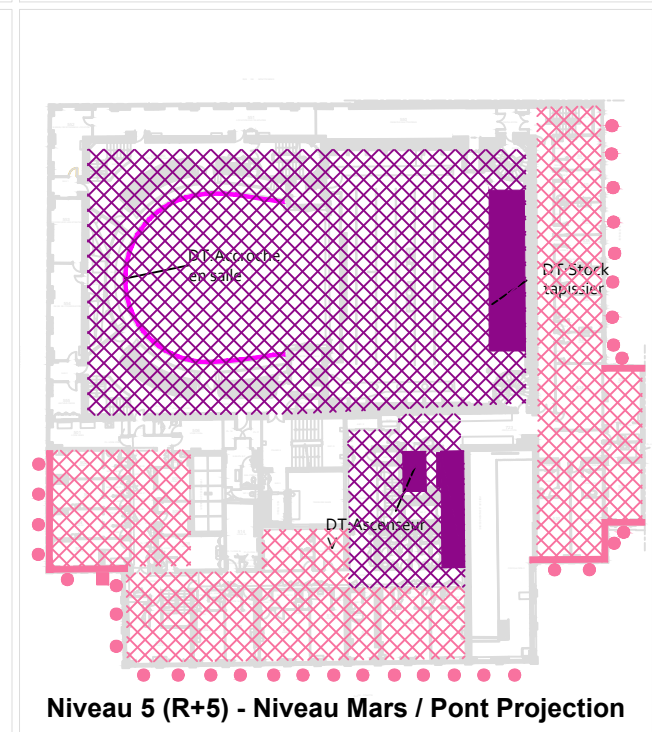 DT:Accroche
en salle
DT:Stock
tapissier
DT:Ascenseur
V
Niveau 5 (R+5) - Niveau Mars / Pont Projection